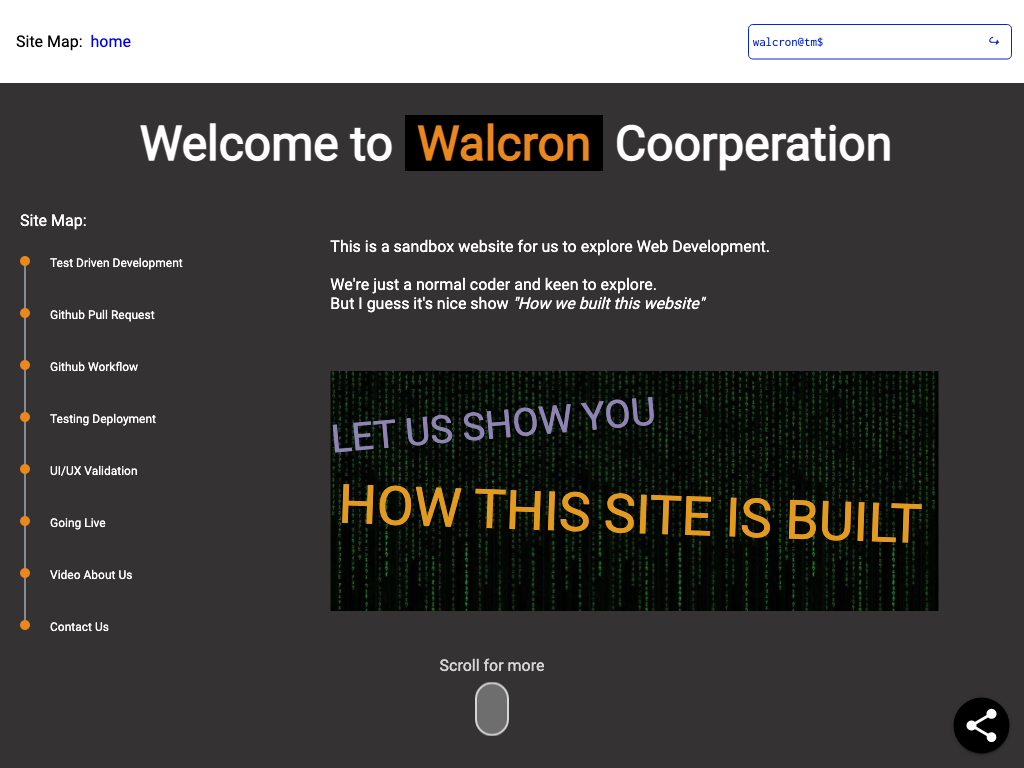 Site Map: home
walcron@tm$
Welcome to Walcron Coorperation
Site Map:
Test Driven Development
Github Pull Request
Github Workflow
Testing Deployment
UI/UX Validation
Going Live
Video About Us
Contact Us
This is a sandbox website for us to explore Web Development.
We're just a normal coder and keen to explore.
But I guess it's nice show "How we built this website"
LET US SHOW YOU
HOW THIS SITE IS BUILT
Scroll for more